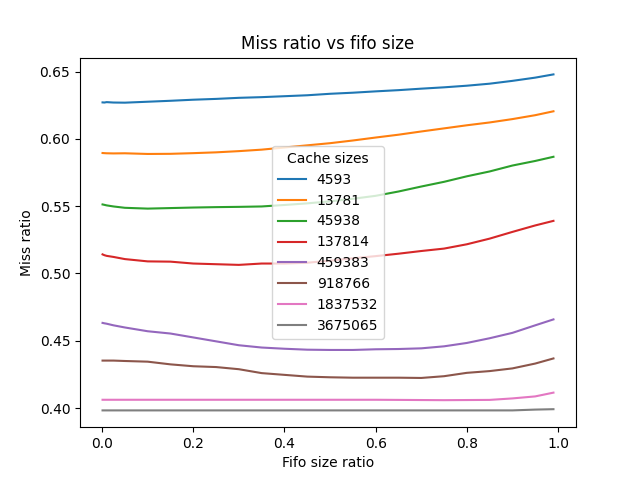 Miss ratio vs fifo size
0.65
0.60
0.55
0.50
0.45
0.40
Miss ratio
Cache sizes
4593
13781
45938
137814
459383
918766
1837532
3675065
0.0 0.2 0.4 0.6 0.8 1.0
Fifo size ratio